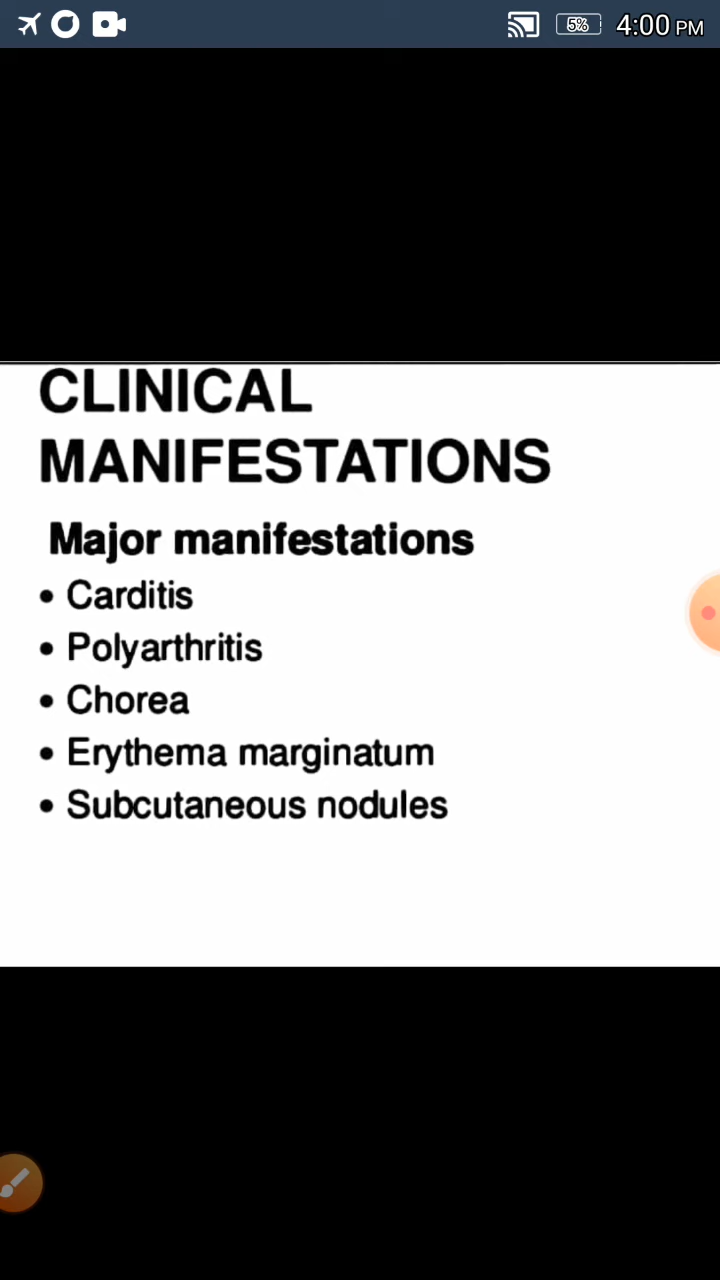 5% 4:00 PM
CLINICAL
MANIFESTATIONS
Major manifestations
• Carditis
• Polyarthritis
• Chorea
• Erythema marginatum
• Subcutaneous nodules